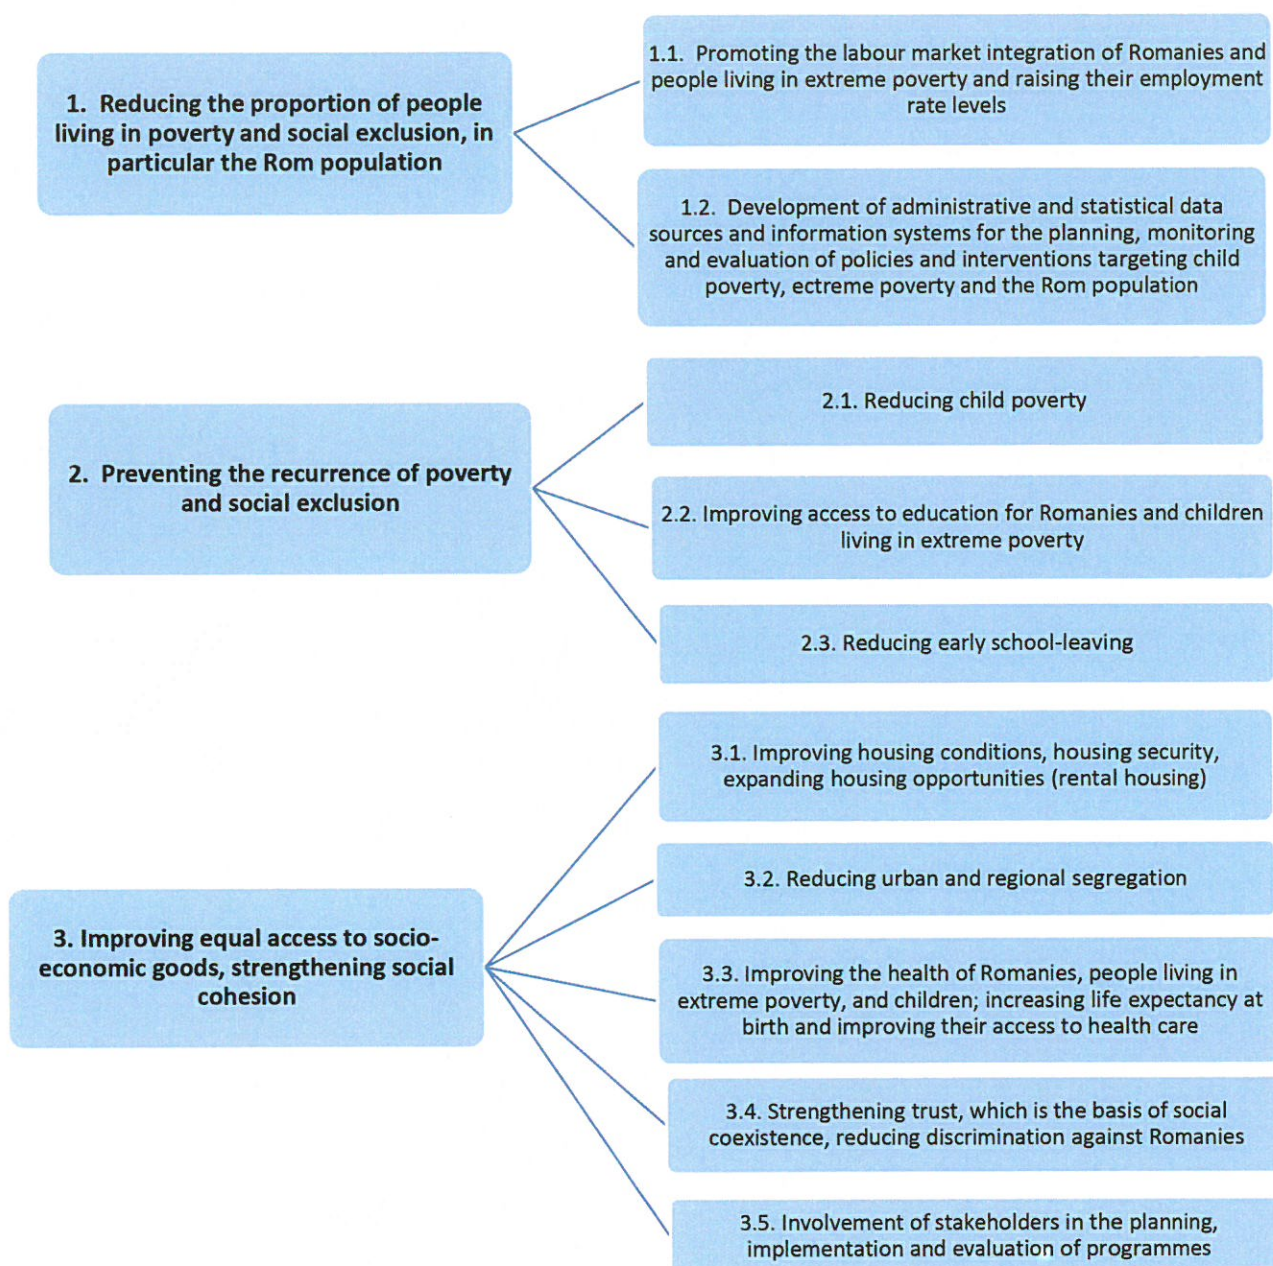 1. Reducing the proportion of people
living in poverty and social exclusion, in
particular the Rom population
1.1. Promoting the labour market integration of Romanies and
people living in extreme poverty and raising their employment
rate levels
1.2. Development of administrative and statistical data
sources and information systems for the planning, monitoring
and evaluation of policies and interventions targeting child
poverty, ectreme poverty and the Rom population
2. Preventing the recurrence of poverty
and social exclusion
2.1. Reducing child poverty
2.2. Improving access to education for Romanies and children
living in extreme poverty
2.3. Reducing early school-leaving
3. Improving equal access to socio-
economic goods, strengthening social
cohesion
3.1. Improving housing conditions, housing security,
expanding housing opportunities (rental housing)
3.2. Reducing urban and regional segregation
3.3. Improving the health of Romanies, people living in
extreme poverty, and children; increasing life expectancy at
birth and improving their access to health care
3.4. Strengthening trust, which is the basis of social
coexistence, reducing discrimination against Romanies
3.5. Involvement of stakeholders in the planning,
implementation and evaluation of programmes